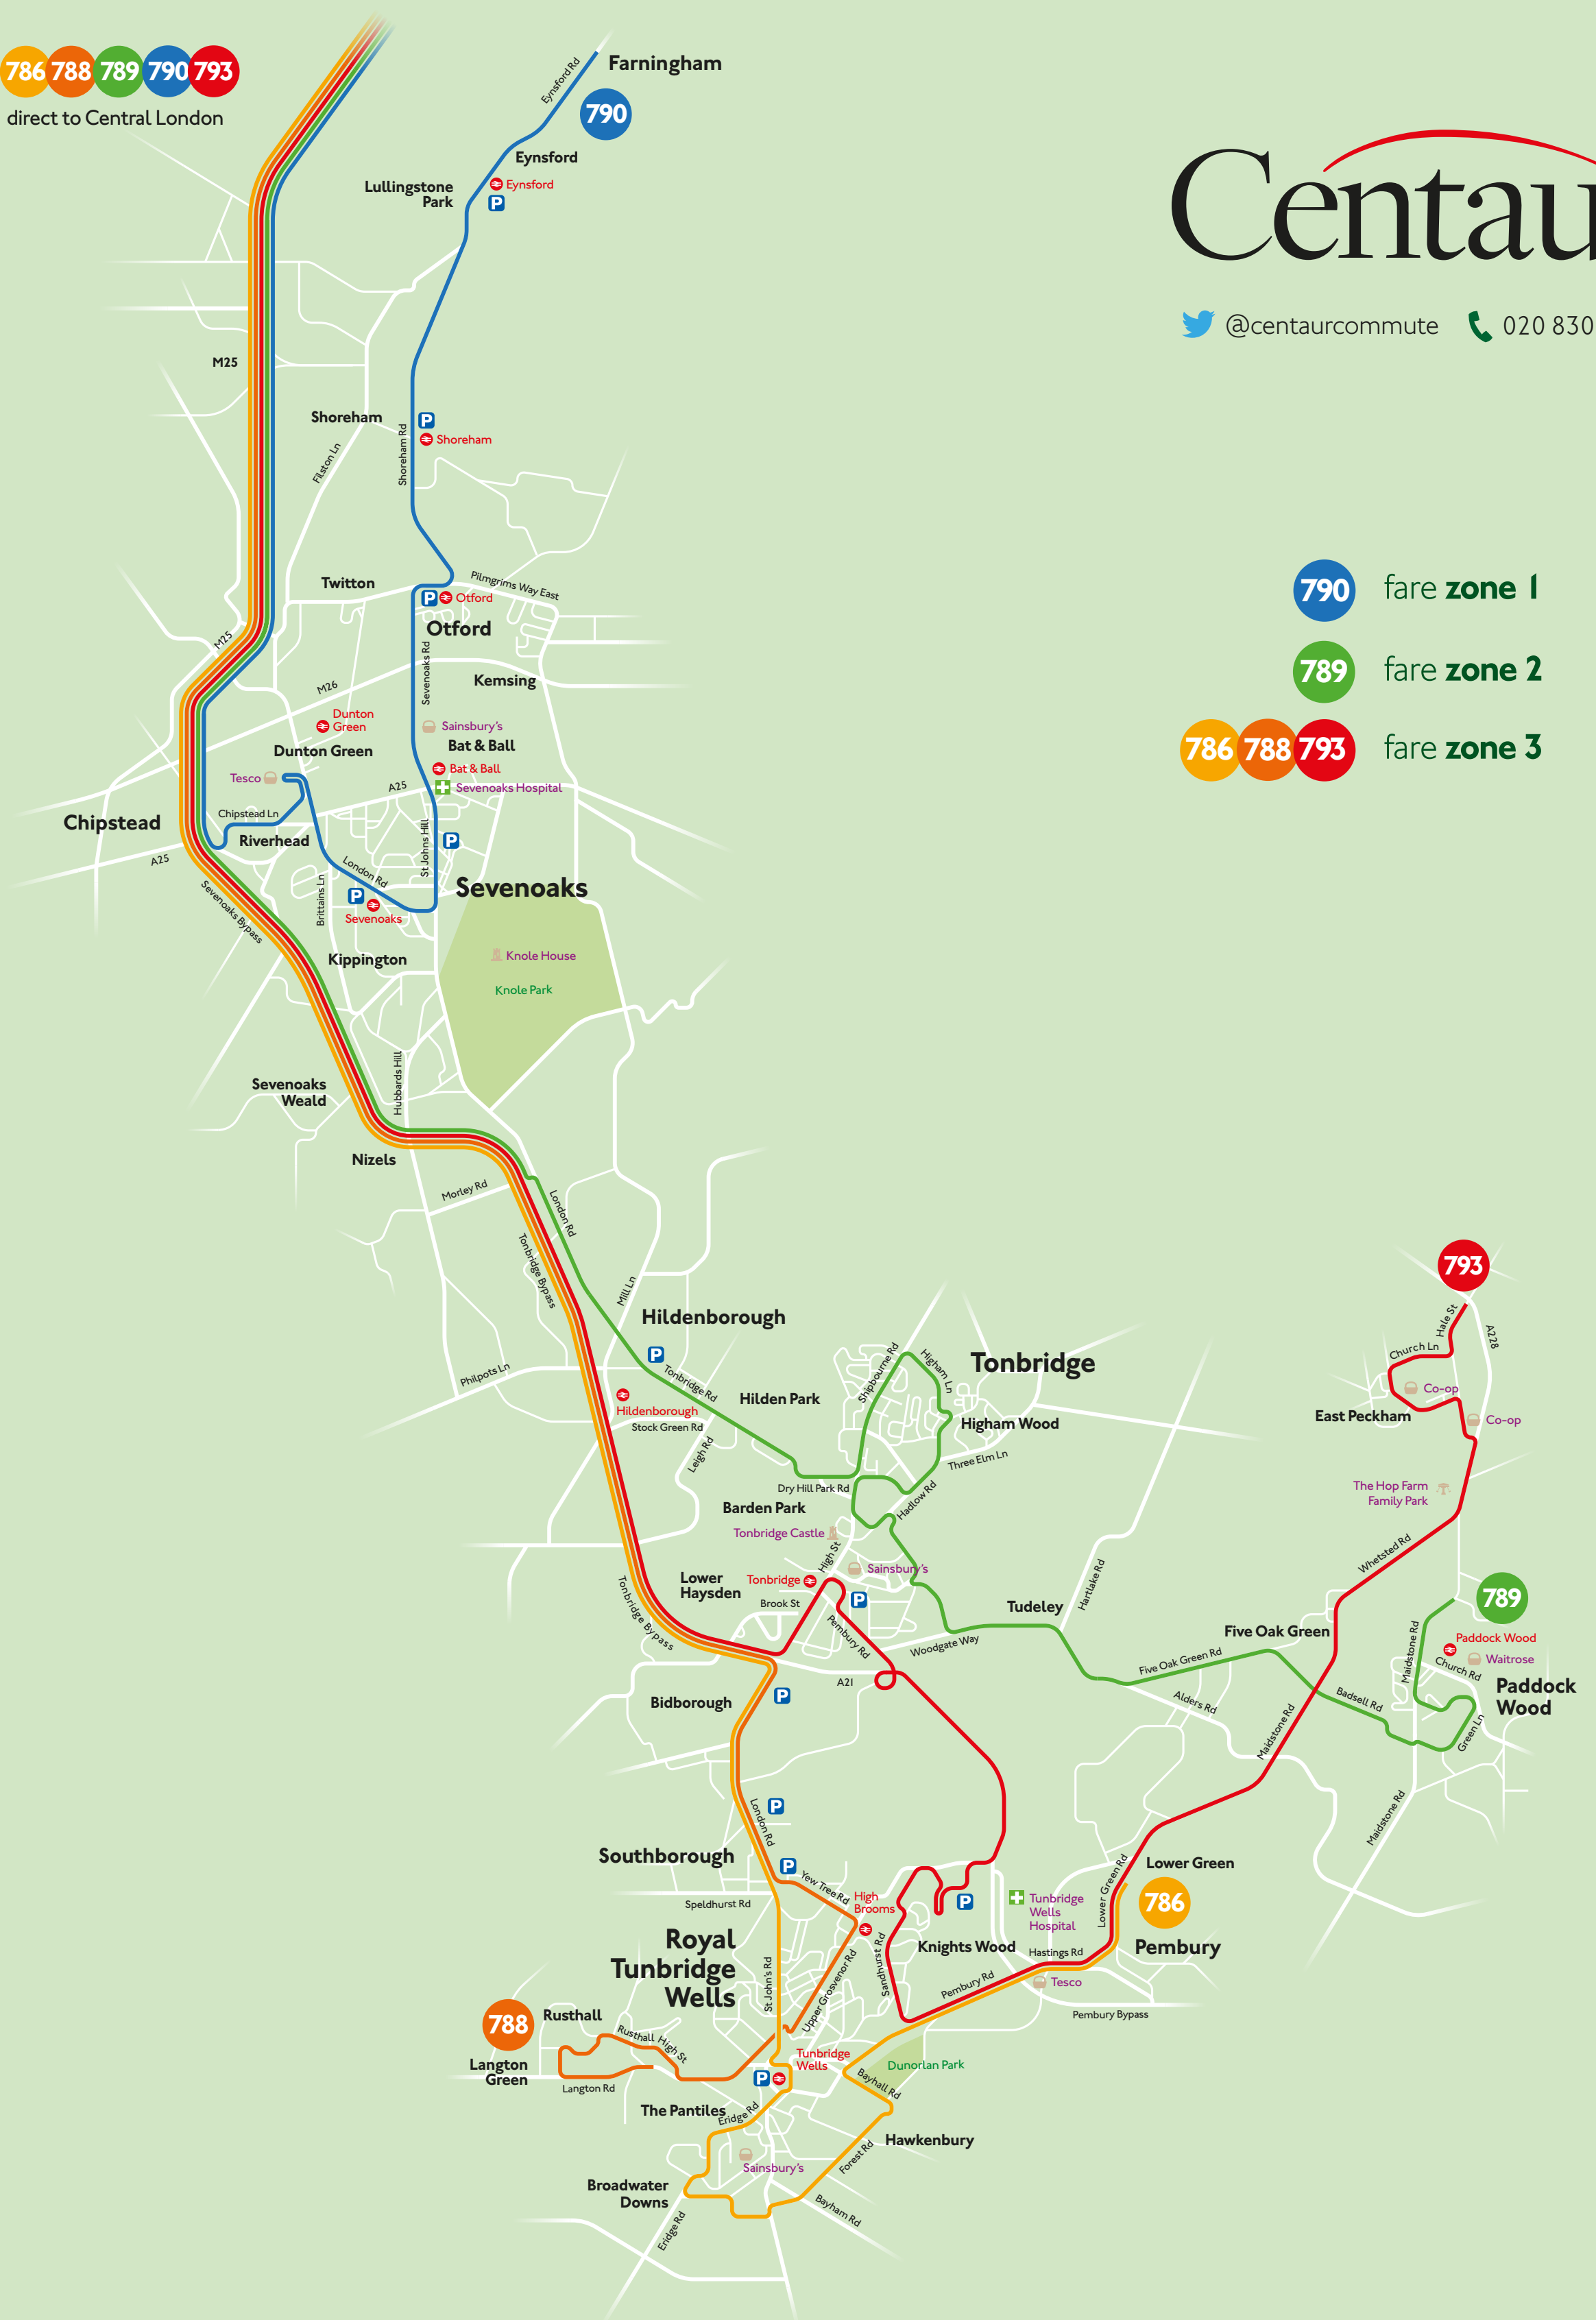 786 788 789 790 793
direct to Central London
Eynsford Rd
Farningham
790
Eynsford
Lullingstone
Park
Eynsford
P
Centau
@centaurcommute 020 830
M25
Shoreham
P
Shoreham
Shoreham Rd
Filston Ln
790 fare zone 1
789 fare zone 2
786 788 793 fare zone 3
Twitton
Pilmgrims Way East
P Otford
Otford
M25
Sevenoaks Rd
Kemsing
M26
Dunton
Green
Sainsbury's
Dunton Green
Bat & Ball
Tesco
Bat & Ball
A25
Sevenoaks Hospital
Chipstead Ln
Chipstead
Riverhead
St Johns Hill
P
A25
London Rd
Sevenoaks Bypass
Brittains Ln
P
Sevenoaks
Sevenoaks
Kippington
Knole House
Knole Park
Hubbards Hill
Sevenoaks
Weald
Nizels
Morley Rd
London Rd
Tonbridge Bypass
Mill Ln
793
Hale St
A228
Hildenborough
P
Church Ln
Philpots Ln
Tonbridge Rd
Hilden Park
Shipbourne Rd
Higham Ln
Tonbridge
Co-op
Hildenborough
Stock Green Rd
Higham Wood
East Peckham
Co-op
Leigh Rd
Three Elm Ln
Dry Hill Park Rd
Hadlow Rd
The Hop Farm
Family Park
Barden Park
Tonbridge Castle
High St
Whetsted Rd
Sainsbury's
Lower
Haysden
Tonbridge
P
Hartlake Rd
789
Brook St
Tudeley
Tonbridge Bypass
Pembury Rd
Woodgate Way
Five Oak Green
Maidstone Rd
Paddock Wood
Waitrose
Five Oak Green Rd
Church Rd
A21
Paddock
Wood
Bidborough
P
Alders Rd
Badsell Rd
Maidstone Rd
Green Ln
P
London Rd
Maidstone Rd
Southborough
P
Lower Green
Yew Tree Rd
Lower Green Rd
Speldhurst Rd
High
Brooms
P
Tunbridge
Wells
Hospital
786
Royal
Tunbridge
Wells
Sandhurst Rd
Knights Wood
Hastings Rd
Pembury
St John's Rd
Upper Grosvenor Rd
Pembury Rd
Tesco
Pembury Bypass
788
Rusthall
Rusthall High St
Tunbridge
Wells
Dunorlan Park
Langton
Green
Langton Rd
P
Bayhall Rd
The Pantiles
Eridge Rd
Hawkenbury
Sainsbury's
Forest Rd
Broadwater
Downs
Bayham Rd
Eridge Rd